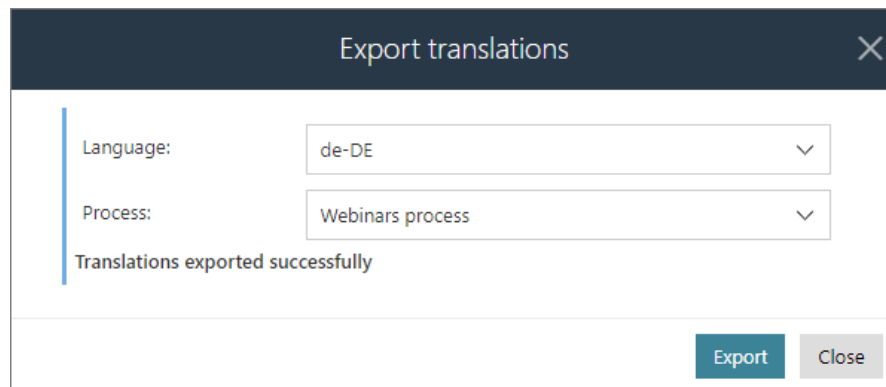 Export translations
Language: de-DE
Process: Webinars process
Translations exported successfully
Export Close